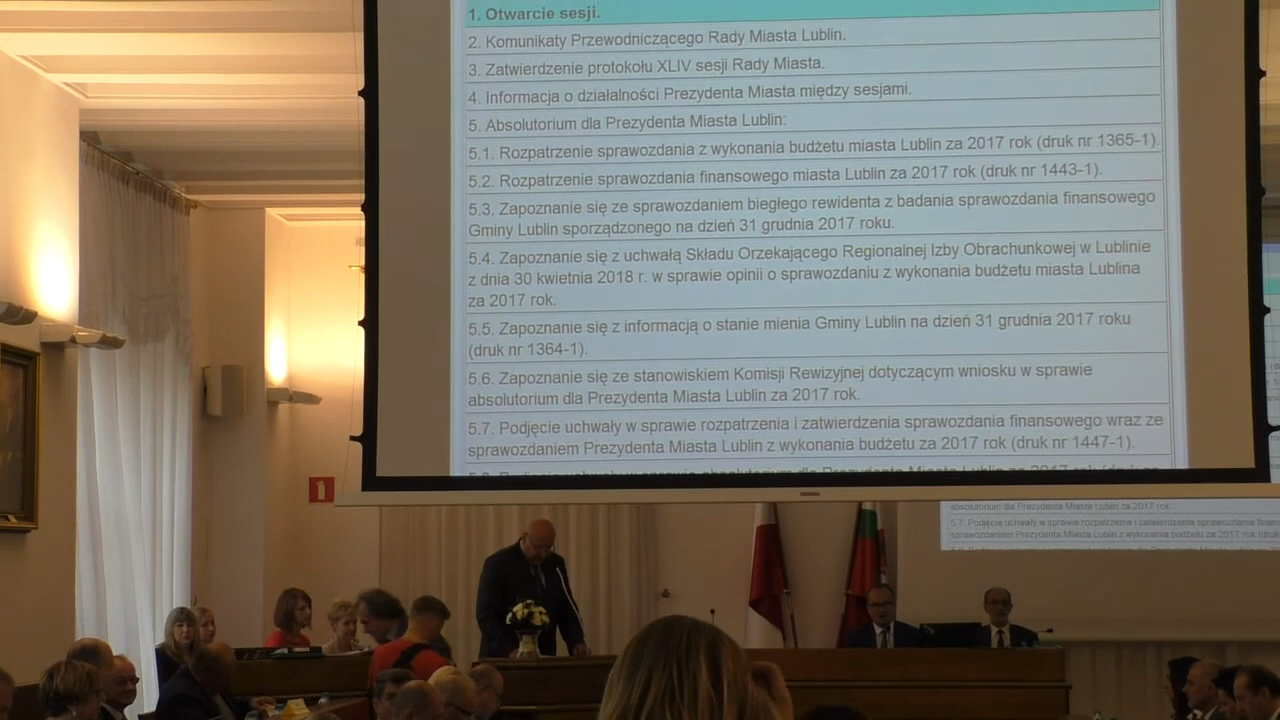 1. Otwarcie sesji.
2. Komunikaty Przewodniczącego Rady Miasta Lublin.
3. Zatwierdzenie protokołu XLIV sesji Rady Miasta.
4. Informacja o działalności Prezydenta Miasta między sesjami.
5. Absolutorium dla Prezydenta Miasta Lublin:
5.1. Rozpatrzenie sprawozdania z wykonania budżetu miasta Lublin za 2017 rok (druk nr 1365-1).
5.2. Rozpatrzenie sprawozdania finansowego miasta Lublin za 2017 rok (druk nr 1443-1).
5.3. Zapoznanie się ze sprawozdaniem biegłego rewidenta z badania sprawozdania finansowego
Gminy Lublin sporządzonego na dzień 31 grudnia 2017 roku.
5.4. Zapoznanie się z uchwałą Składu Orzekającego Regionalnej Izby Obrachunkowej w Lublinie
z dnia 30 kwietnia 2018 r. w sprawie opinii o sprawozdaniu z wykonania budżetu miasta Lublina
za 2017 rok.
5.5. Zapoznanie się z informacją o stanie mienia Gminy Lublin na dzień 31 grudnia 2017 roku
(druk nr 1364-1).
5.6. Zapoznanie się ze stanowiskiem Komisji Rewizyjnej dotyczącym wniosku w sprawie
absolutorium dla Prezydenta Miasta Lublin za 2017 rok.
5.7. Podjęcie uchwały w sprawie rozpatrzenia i zatwierdzenia sprawozdania finansowego wraz ze
sprawozdaniem Prezydenta Miasta Lublin z wykonania budżetu za 2017 rok (druk nr 1447-1).
absolutorium dla Prezydenta Miasta Lublin za 2017 rok.
5.7. Podjęcie uchwały w sprawie rozpatrzenia i zatwierdzenia sprawozdania
sprawozdaniem Prezydenta Miasta Lublin z wykonania budżetu za 2017 rok (druk nr